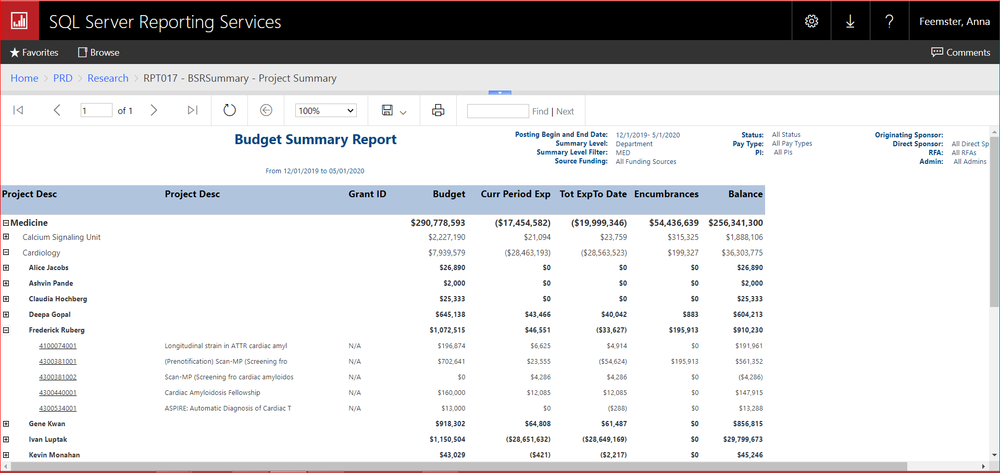 SQL Server Reporting Services
?
Feemster, Anna
Favorites Browse Comments
Home > PRD > Research > RPT017 - BSRSummary - Project Summary
1 of 1 100% Find | Next
Budget Summary Report
From 12/01/2019 to 05/01/2020
Posting Begin and End Date: 12/1/2019- 5/1/2020
Summary Level: Department
Summary Level Filter: MED
Source Funding: All Funding Sources
Status: All Status
Pay Type: All Pay Types
PI: All PIs
Originating Sponsor:
Direct Sponsor: All Direct Sp
RFA: All RFAs
Admin: All Admins
Project Desc Project Desc Grant ID Budget Curr Period Exp Tot ExpTo Date Encumbrances Balance
Medicine $290,778,593 ($17,454,582) ($19,999,346) $54,436,639 $256,341,300
Calcium Signaling Unit $2,227,190 $21,094 $23,759 $315,325 $1,888,106
Cardiology $7,939,579 ($28,463,193) ($28,563,523) $199,327 $36,303,775
Alice Jacobs $26,890 $0 $0 $0 $26,890
Ashvin Pande $2,000 $0 $0 $0 $2,000
Claudia Hochberg $25,333 $0 $0 $0 $25,333
Deepa Gopal $645,138 $43,466 $40,042 $883 $604,213
Frederick Ruberg $1,072,515 $46,551 ($33,627) $195,913 $910,230
4100074001 Longitudinal strain in ATTR cardiac amyl N/A $196,874 $6,625 $4,914 $0 $191,961
4300381001 (Prenotification) Scan-MP (Screening fro N/A $702,641 $23,555 ($54,624) $195,913 $561,352
4300381002 Scan-MP (Screening fro cardiac amyloidos N/A $0 $4,286 $4,286 $0 ($4,286)
4300440001 Cardiac Amyloidosis Fellowship N/A $160,000 $12,085 $12,085 $0 $147,915
4300534001 ASPIRE: Automatic Diagnosis of Cardiac T N/A $13,000 $0 ($288) $0 $13,288
Gene Kwan $918,302 $64,808 $61,487 $0 $856,815
Ivan Luptak $1,150,504 ($28,651,632) ($28,649,169) $0 $29,799,673
Kevin Monahan $43,029 ($421) ($2,217) $0 $45,246